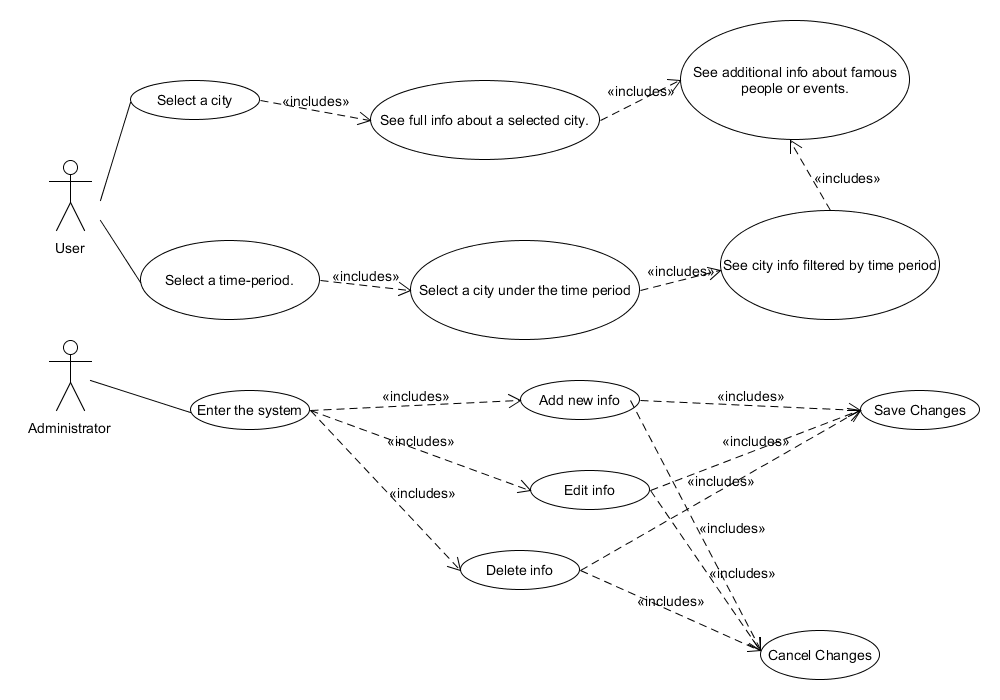 See additional info about famous
people or events.
Select a city
«includes»
«includes»
See full info about a selected city.
«includes»
User
Select a time-period.
«includes»
Select a city under the time period
«includes»
See city info filtered by time period
Administrator
Enter the system
«includes»
Add new info
«includes»
Save Changes
«includes»
«includes»
Edit info
«includes»
«includes»
«includes»
Delete info
«includes»
«includes»
Cancel Changes